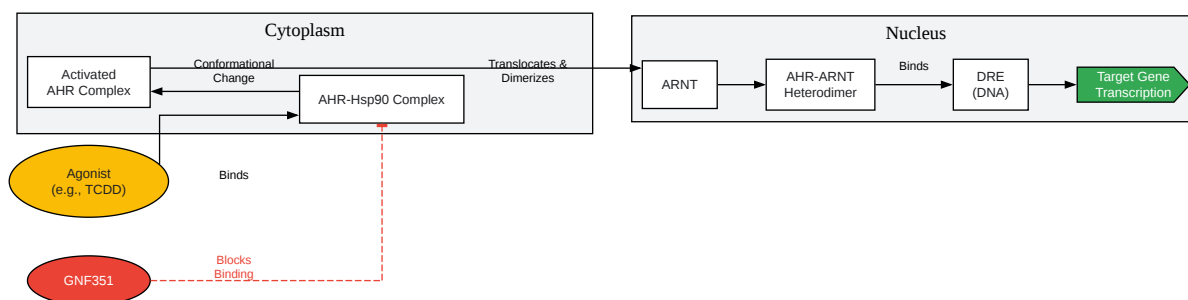 Cytoplasm
Activated
AHR Complex
Conformational
Change
AHR-Hsp90 Complex
Translocates &
Dimerizes
Agonist
(e.g., TCDD)
Binds
GNF351
Blocks
Binding
Nucleus
ARNT
AHR-ARNT
Heterodimer
Binds
DRE
(DNA)
Target Gene
Transcription